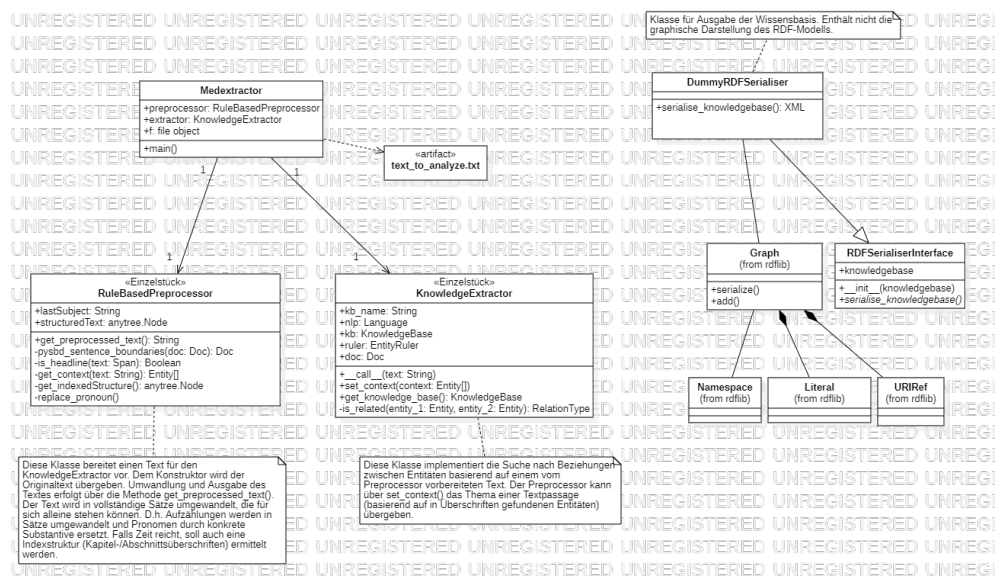 Klasse für Ausgabe der Wissensbasis. Enthält nicht die
graphische Darstellung des RDF-Modells.
DummyRDFSerialiser
+serialise_knowledgebase(): XML
Medextractor
+preprocessor: RuleBasedPreprocessor
+extractor: KnowledgeExtractor
+f: file object
+main()
«artifact»
text_to_analyze.txt
1
1
1
1
«Einzelstück»
RuleBasedPreprocessor
+lastSubject: String
+structuredText: anytree.Node
+get_preprocessed_text(): String
-pysbd_sentence_boundaries(doc: Doc): Doc
-is_headline(text: Span): Boolean
-get_context(text: String): Entity[]
-get_indexedStructure(): anytree.Node
-replace_pronoun()
«Einzelstück»
KnowledgeExtractor
+kb_name: String
+nlp: Language
+kb: KnowledgeBase
+ruler: EntityRuler
+doc: Doc
+__call__(text: String)
+set_context(context: Entity[])
+get_knowledge_base(): KnowledgeBase
-is_related(entity_1: Entity, entity_2: Entity): RelationType
Graph
(from rdflib)
+serialize()
+add()
RDFSerialiserInterface
+knowledgebase
+__init__(knowledgebase)
+serialise_knowledgebase()
Namespace
(from rdflib)
Literal
(from rdflib)
URIRef
(from rdflib)
Diese Klasse bereitet einen Text für den
KnowledgeExtractor vor. Dem Konstruktor wird der
Originaltext übergeben. Umwandlung und Ausgabe des
Textes erfolgt über die Methode get_preprocessed_text().
Der Text wird in vollständige Sätze umgewandelt, die für
sich alleine stehen können. D.h. Aufzählungen werden in
Sätze umgewandelt und Pronomen durch konkrete
Substantive ersetzt. Falls Zeit reicht, soll auch eine
Indexstruktur (Kapitel-/Abschnittsüberschriften) ermittelt
werden.
Diese Klasse implementiert die Suche nach Beziehungen
zwischen Entitäten basierend auf einem vom
Preprocessor vorbereiteten Text. Der Preprocessor kann
über set_context() das Thema einer Textpassage
(basierend auf in Überschriften gefundenen Entitäten)
übergeben.